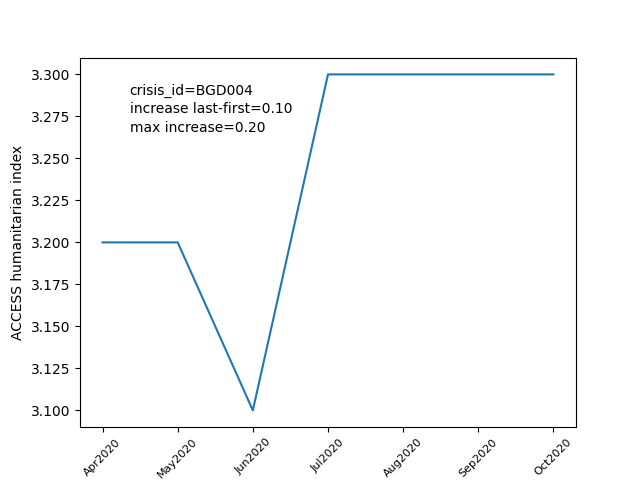 3.300
3.275
3.250
3.225
3.200
3.175
3.150
3.125
3.100
ACCESS humanitarian index
crisis_id=BGD004
increase last-first=0.10
max increase=0.20
Apr2020
May2020
Jun2020
Jul2020
Aug2020
Sep2020
Oct2020